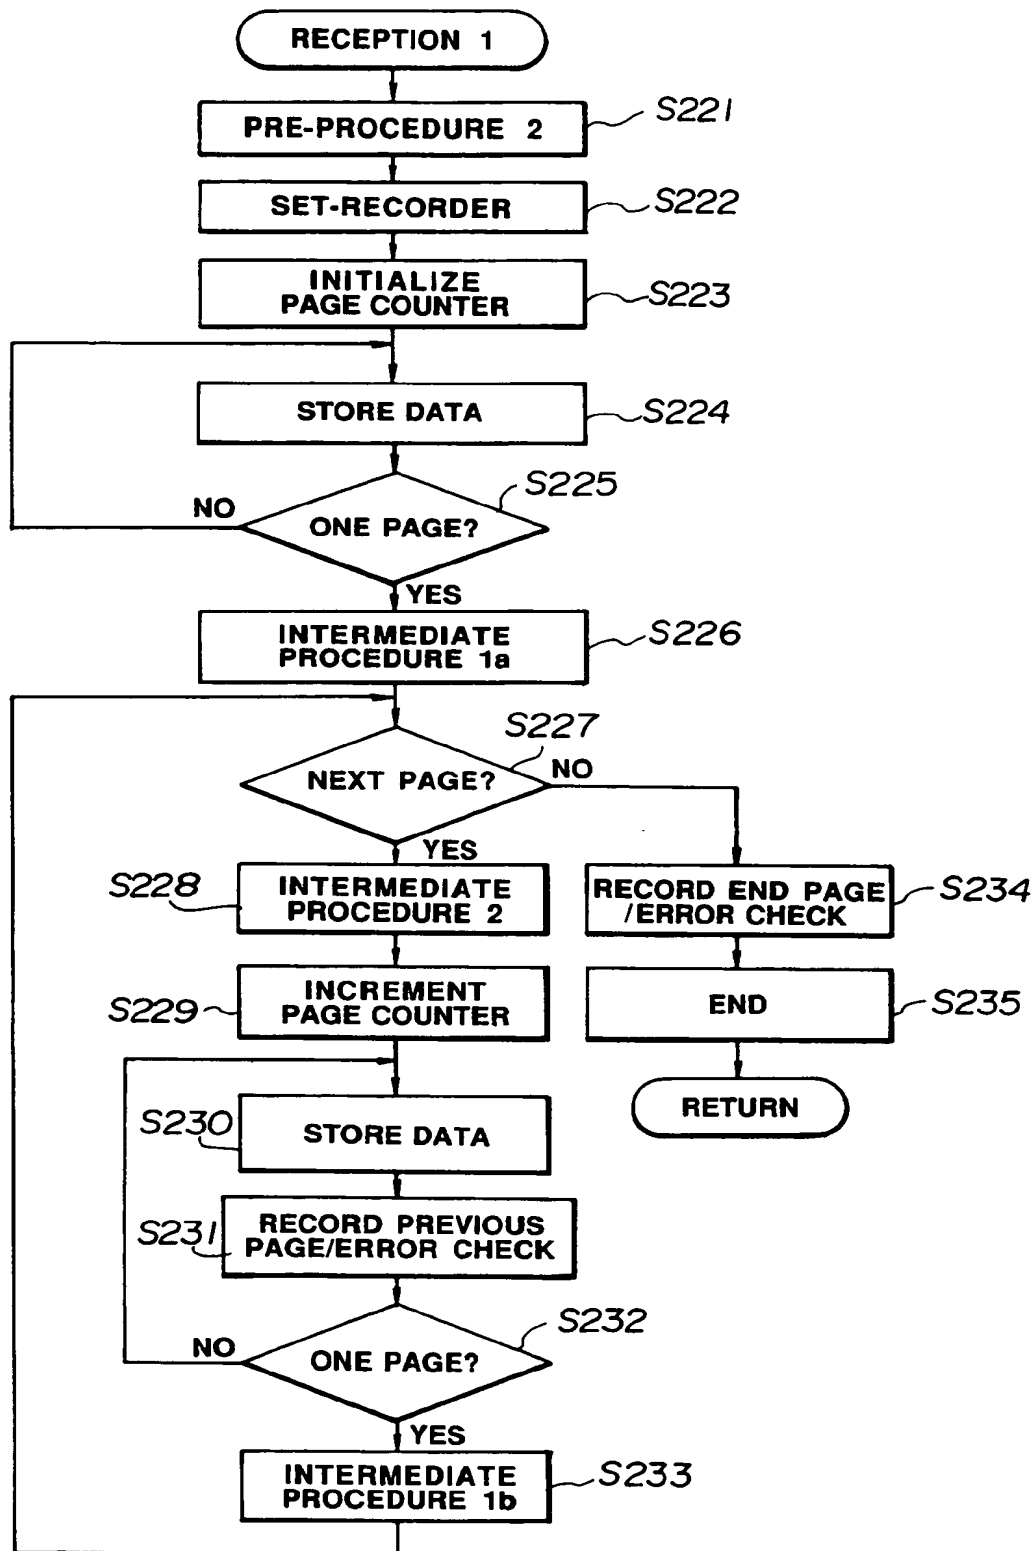 RECEPTION 1
PRE-PROCEDURE 2
S221
SET-RECORDER
S222
INITIALIZE
PAGE COUNTER
S223
STORE DATA
S224
ONE PAGE?
S225
NO
YES
INTERMEDIATE
PROCEDURE 1a
S226
NEXT PAGE?
S227
NO
YES
S228
INTERMEDIATE
PROCEDURE 2
RECORD END PAGE
/ERROR CHECK
S234
S229
INCREMENT
PAGE COUNTER
END
S235
RETURN
S230
STORE DATA
S231
RECORD PREVIOUS
PAGE/ERROR CHECK
S232
NO
ONE PAGE?
YES
INTERMEDIATE
PROCEDURE 1b
S233